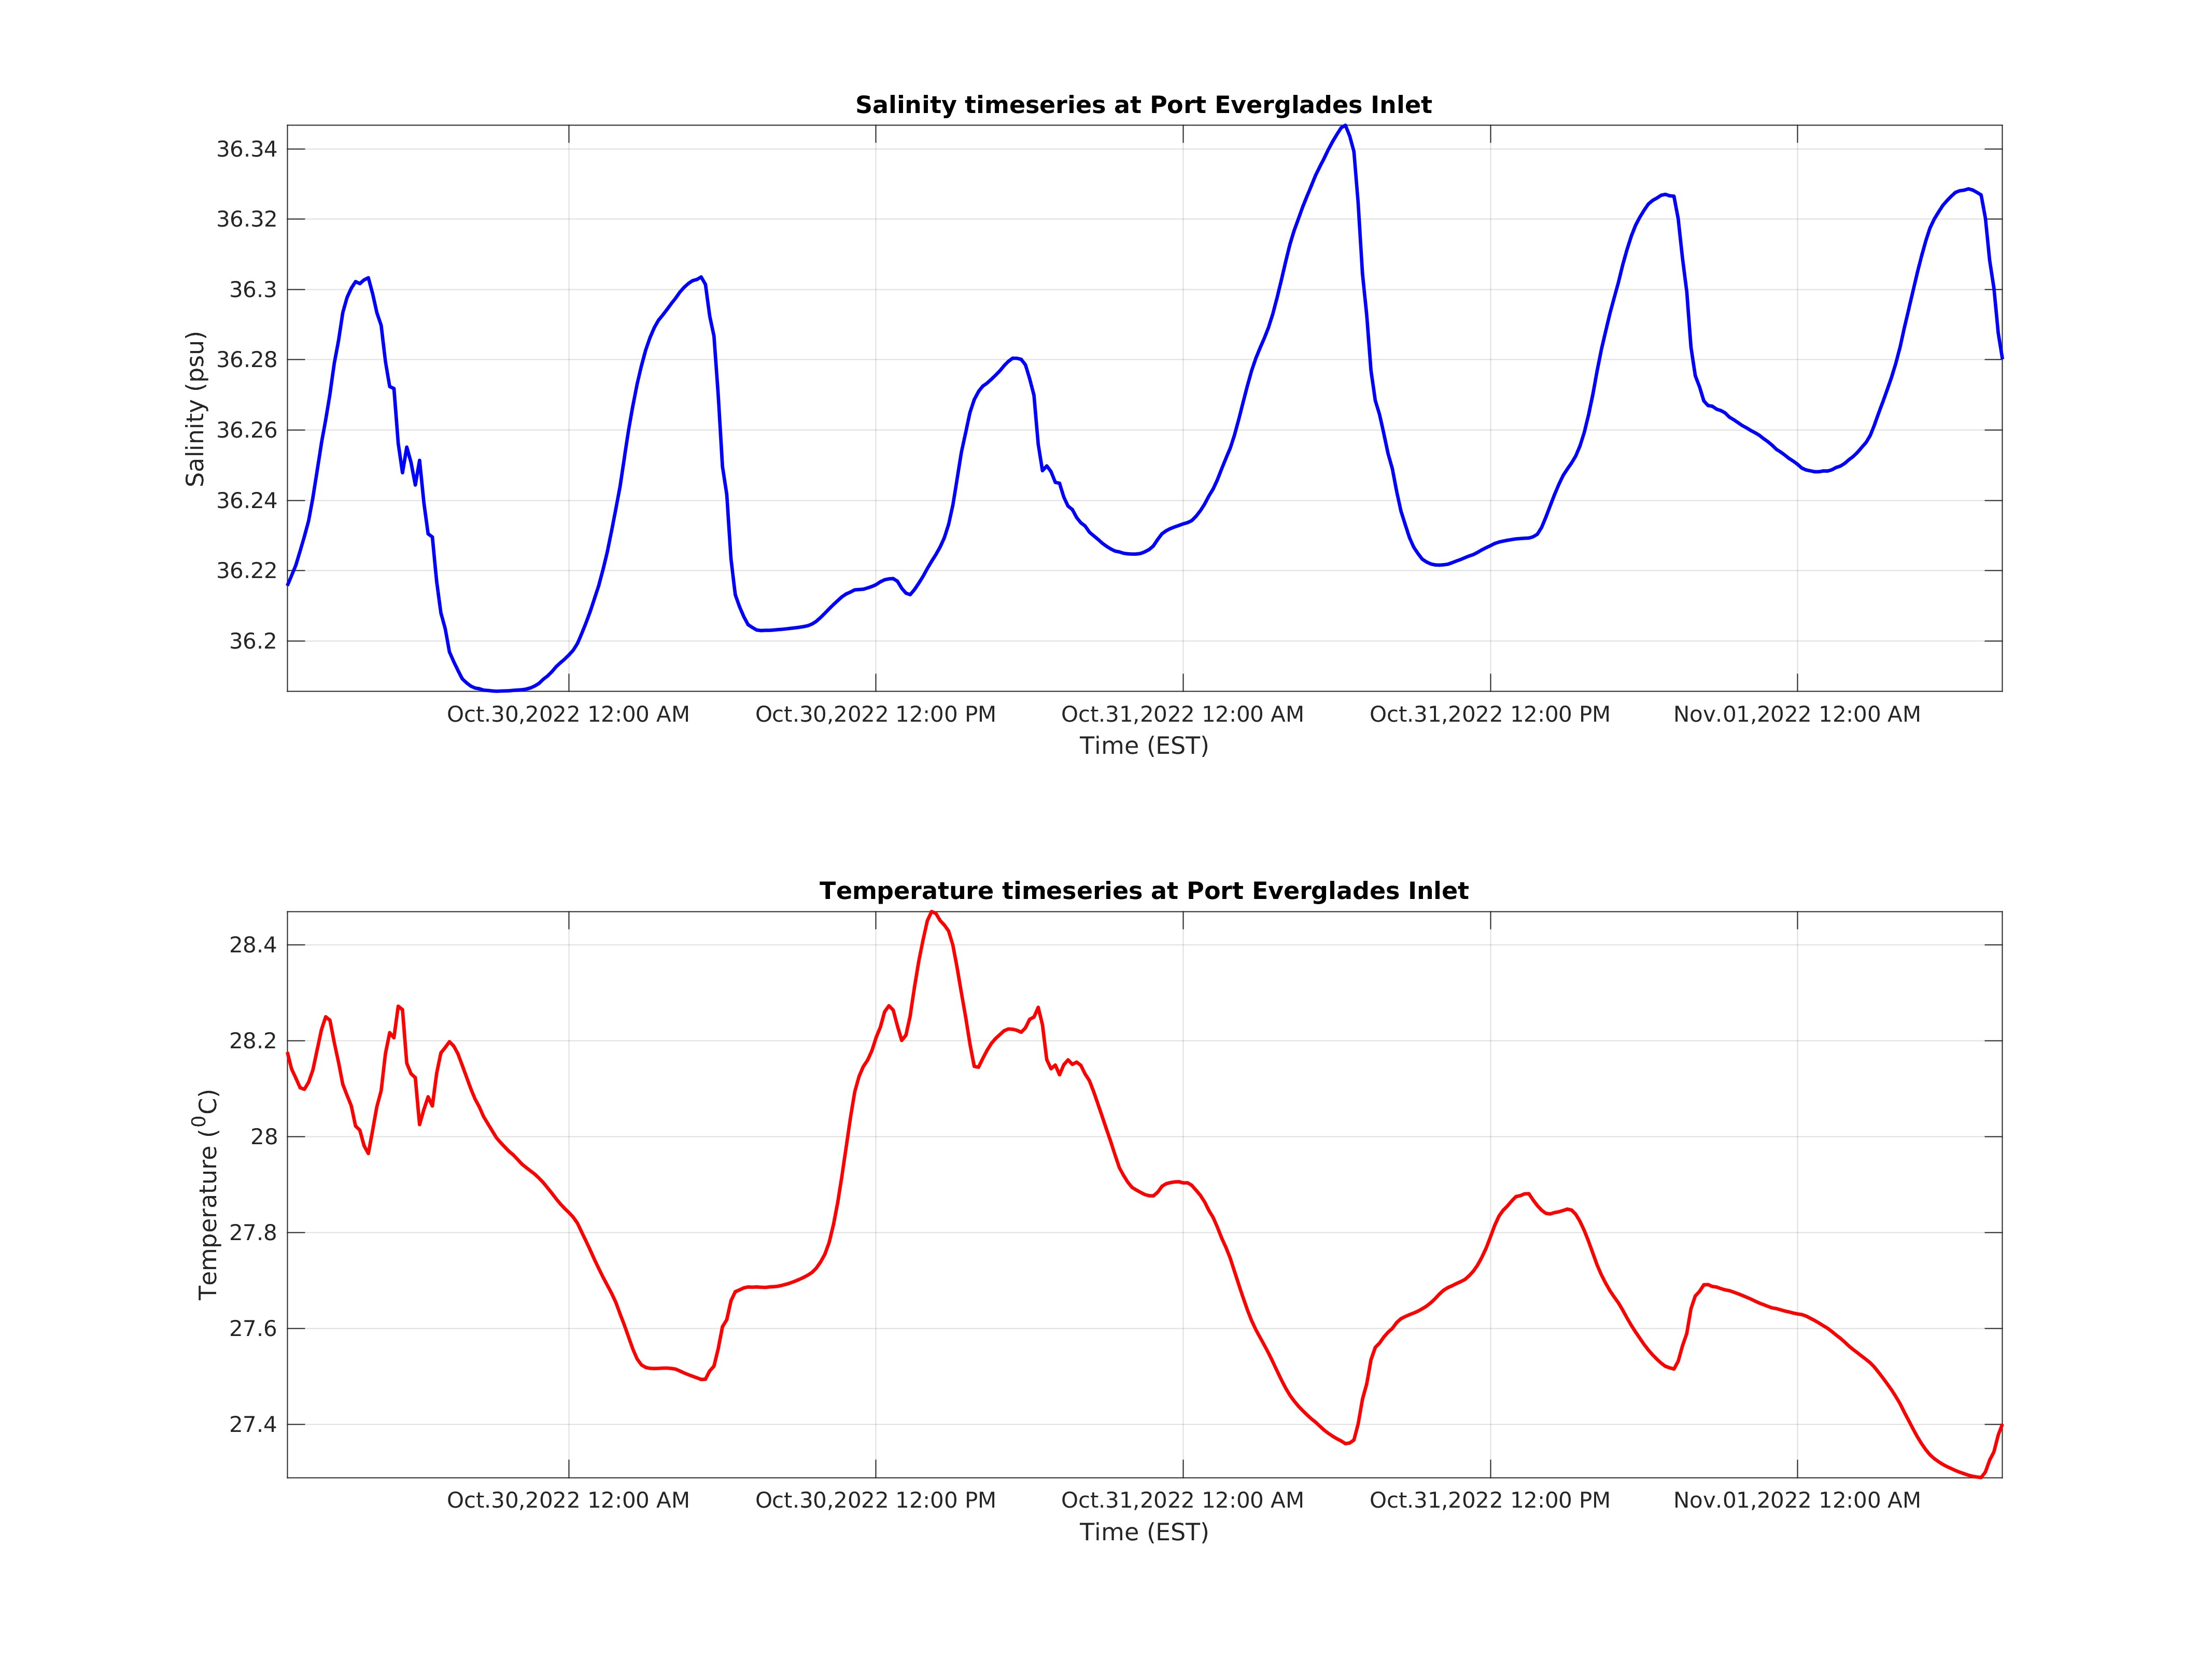 Salinity timeseries at Port Everglades Inlet
36.34
36.32
36.3
36.28
36.26
36.24
36.22
36.2
Salinity (psu)
Oct.30,2022 12:00 AM Oct.30,2022 12:00 PM Oct.31,2022 12:00 AM Oct.31,2022 12:00 PM Nov.01,2022 12:00 AM
Time (EST)
Temperature timeseries at Port Everglades Inlet
28.4
28.2
28
27.8
27.6
27.4
Temperature (⁰C)
Oct.30,2022 12:00 AM Oct.30,2022 12:00 PM Oct.31,2022 12:00 AM Oct.31,2022 12:00 PM Nov.01,2022 12:00 AM
Time (EST)